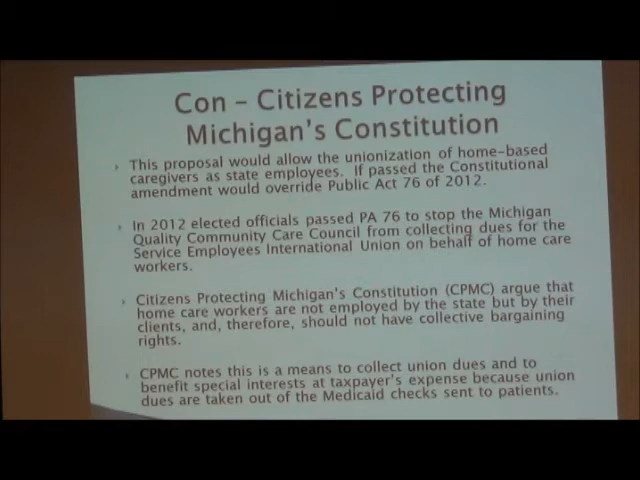 Con – Citizens Protecting
Michigan's Constitution
This proposal would allow the unionization of home-based
caregivers as state employees. If passed the Constitutional
amendment would override Public Act 76 of 2012.
In 2012 elected officials passed PA 76 to stop the Michigan
Quality Community Care Council from collecting dues for the
Service Employees International Union on behalf of home care
workers.
Citizens Protecting Michigan's Constitution (CPMC) argue that
home care workers are not employed by the state but by their
clients, and, therefore, should not have collective bargaining
rights.
CPMC notes this is a means to collect union dues and to
benefit special interests at taxpayer's expense because union
dues are taken out of the Medicaid checks sent to patients.